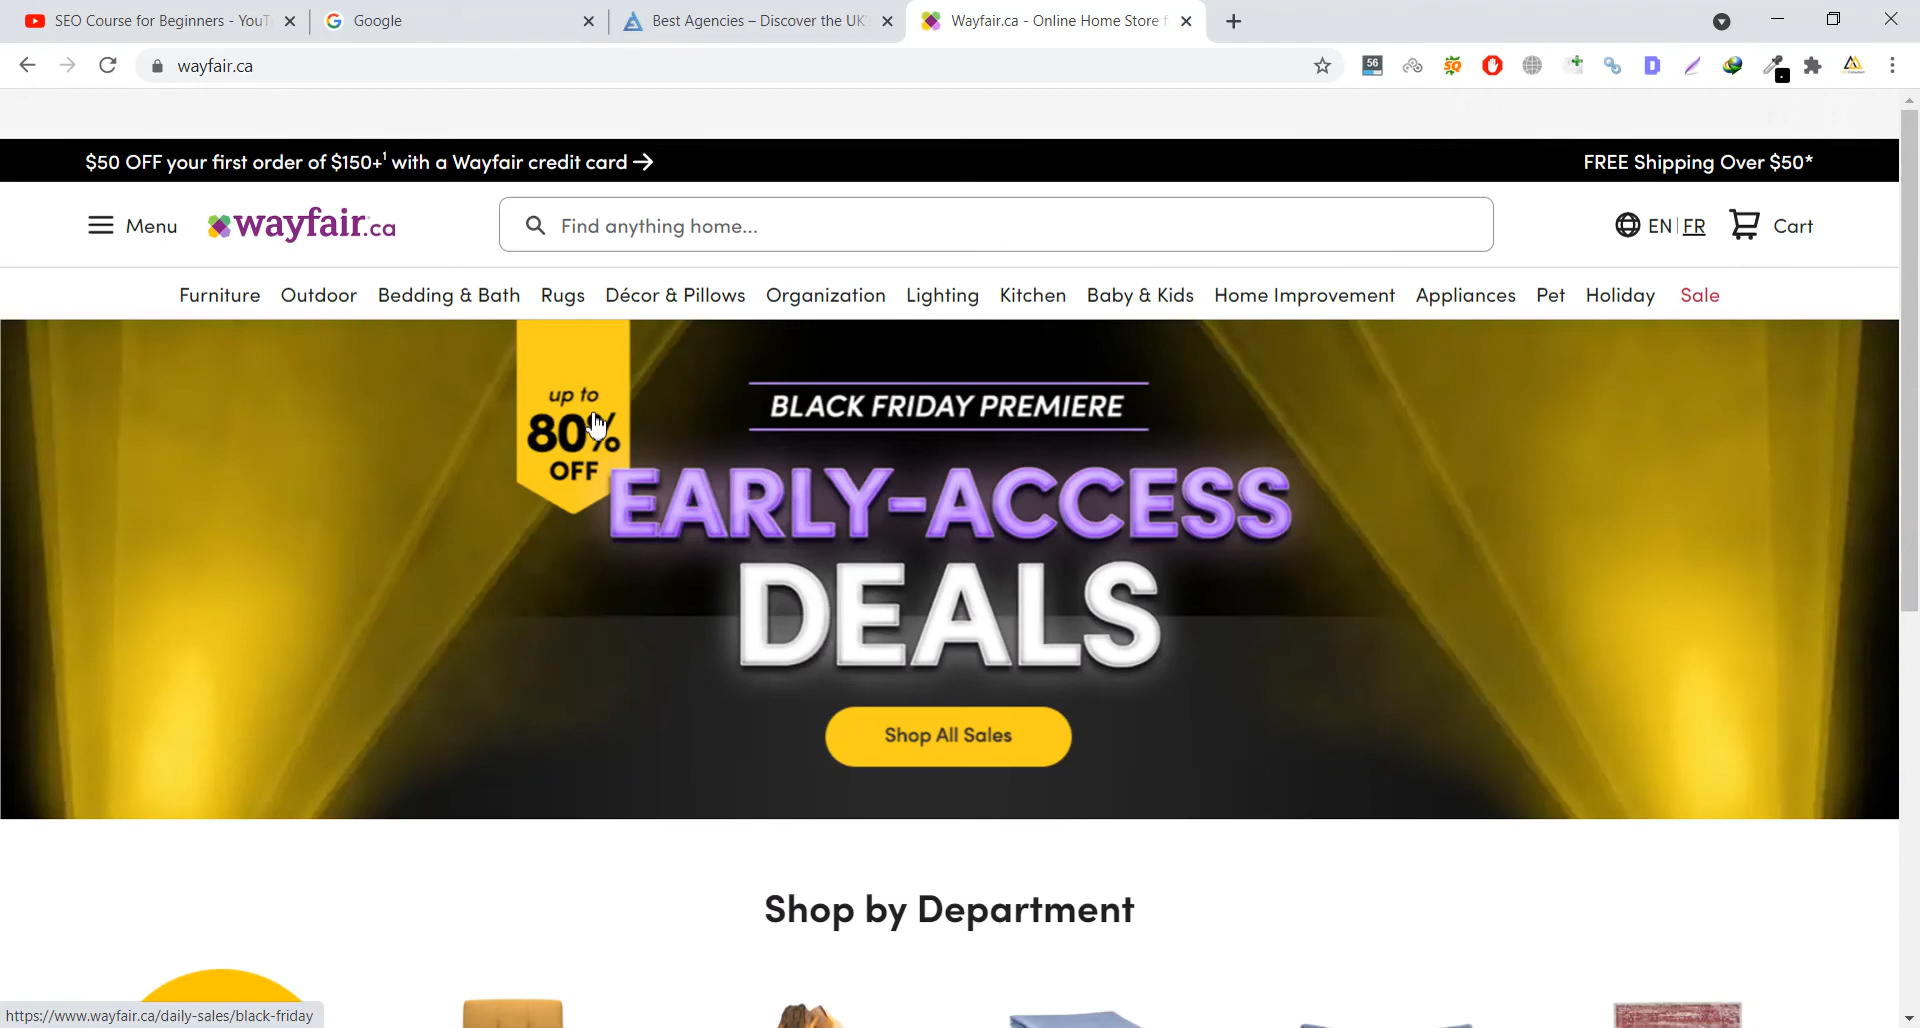 SEO Course for Beginners - YouT
Google
Best Agencies – Discover the UK'
Wayfair.ca - Online Home Store f
wayfair.ca
56
SQ
$50 OFF your first order of $150+1 with a Wayfair credit card →
FREE Shipping Over $50*
Menu
wayfair.ca
Find anything home...
EN | FR
Cart
Furniture
Outdoor
Bedding & Bath
Rugs
Décor & Pillows
Organization
Lighting
Kitchen
Baby & Kids
Home Improvement
Appliances
Pet
Holiday
Sale
up to
80%
OFF
BLACK FRIDAY PREMIERE
EARLY-ACCESS
DEALS
Shop All Sales
Shop by Department
https://www.wayfair.ca/daily-sales/black-friday